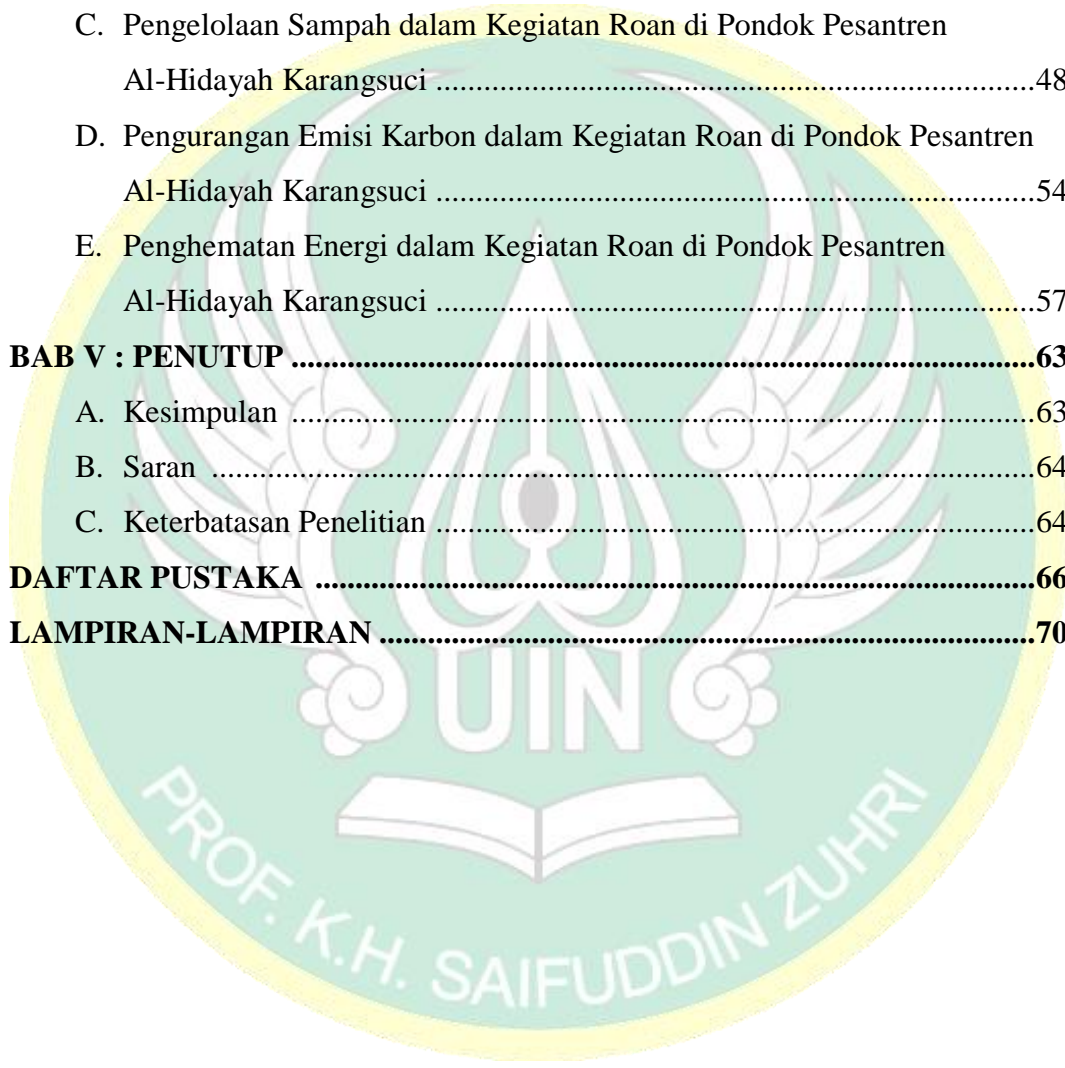 C. Pengelolaan Sampah dalam Kegiatan Roan di Pondok Pesantren
Al-Hidayah Karangsuci ........................................................................48
D. Pengurangan Emisi Karbon dalam Kegiatan Roan di Pondok Pesantren
Al-Hidayah Karangsuci ........................................................................54
E. Penghematan Energi dalam Kegiatan Roan di Pondok Pesantren
Al-Hidayah Karangsuci ........................................................................57
BAB V : PENUTUP .........................................................................................63
A. Kesimpulan .........................................................................................63
B. Saran ..................................................................................................64
C. Keterbatasan Penelitian ........................................................................64
DAFTAR PUSTAKA ......................................................................................66
LAMPIRAN-LAMPIRAN ...............................................................................70
UIN
PROF. K.H. SAIFUDDIN ZUHRI